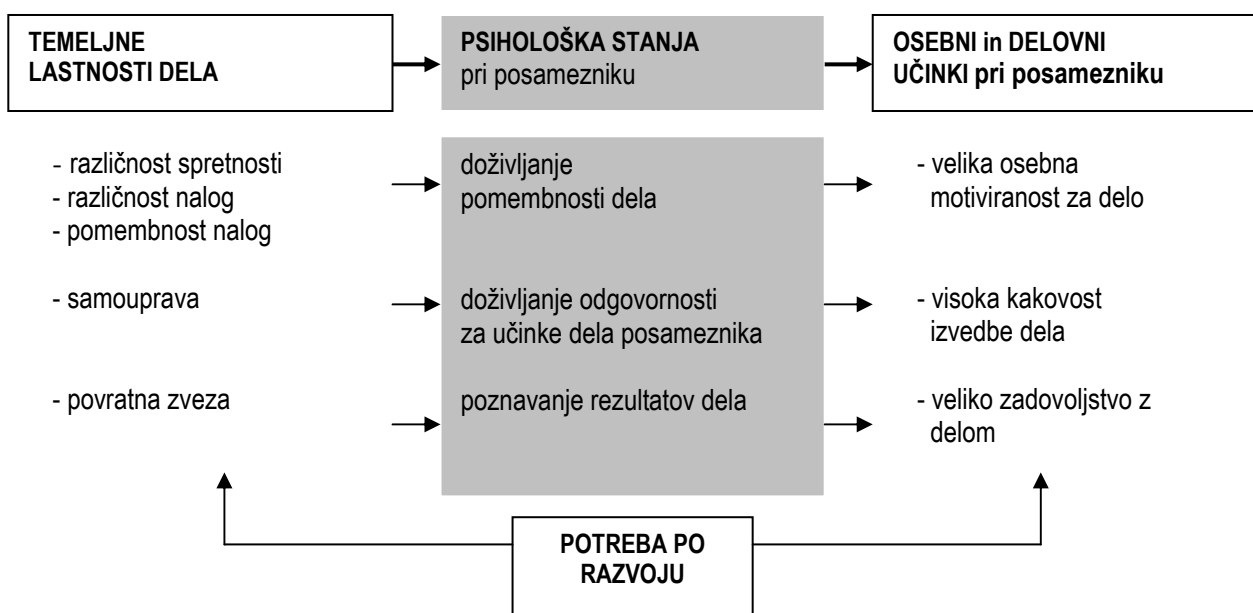 TEMELJNE
LASTNOSTI DELA
PSIHOLOŠKA STANJA
pri posamezniku
OSEBNI in DELOVNI
UČINKI pri posamezniku
- različnost spretnosti
- različnost nalog
- pomembnost nalog
doživljanje
pomembnosti dela
- velika osebna
motiviranost za delo
- samouprava
doživljanje odgovornosti
za učinke dela posameznika
- visoka kakovost
izvedbe dela
- povratna zveza
poznavanje rezultatov dela
- veliko zadovoljstvo z
delom
POTREBA PO
RAZVOJU